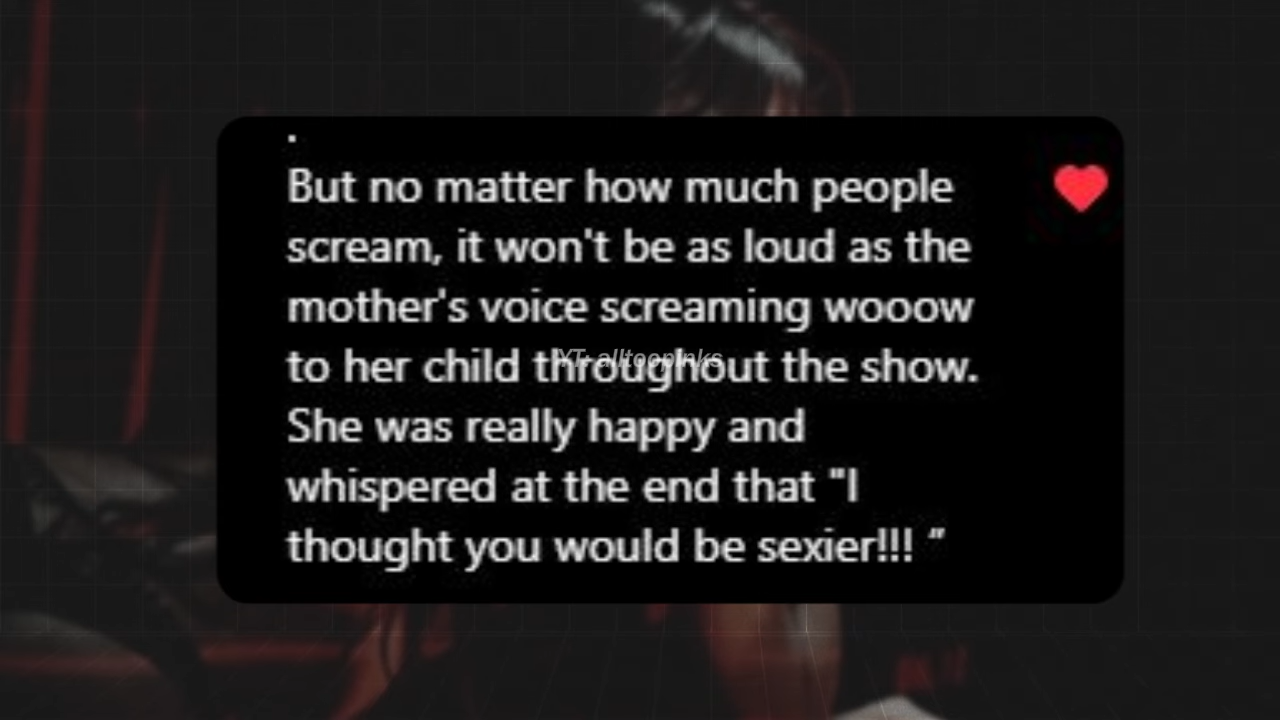 .
But no matter how much people
scream, it won't be as loud as the
mother's voice screaming wooow
to her child throughout the show.
She was really happy and
whispered at the end that "I
thought you would be sexier!!! ”
YT: alltoopinks